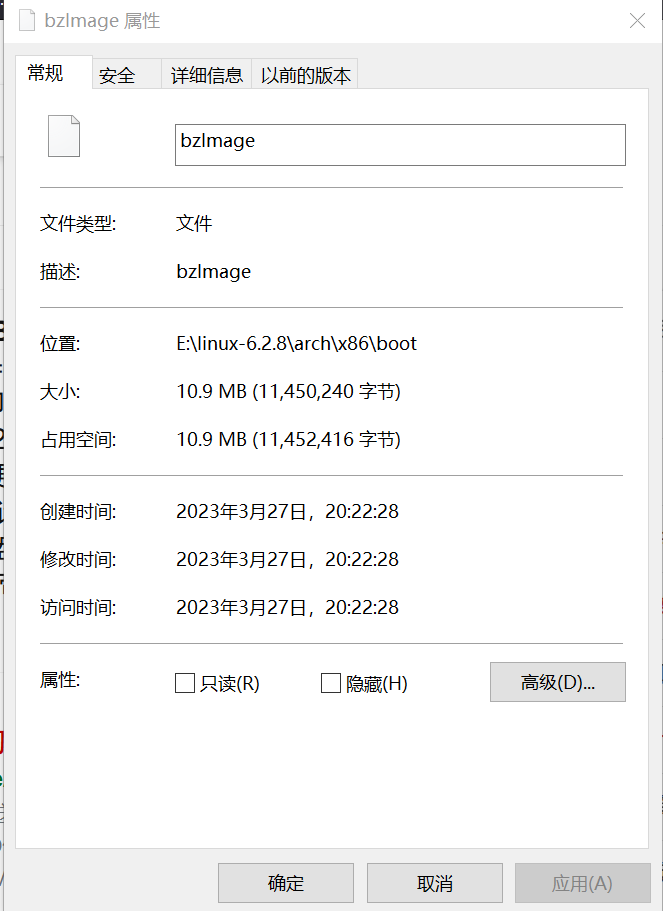 bzImage 属性
常规 安全 详细信息 以前的版本
bzImage
文件类型: 文件
描述: bzImage
位置: E:\linux-6.2.8\arch\x86\boot
大小: 10.9 MB (11,450,240 字节)
占用空间: 10.9 MB (11,452,416 字节)
创建时间: 2023年3月27日，20:22:28
修改时间: 2023年3月27日，20:22:28
访问时间: 2023年3月27日，20:22:28
属性: 只读(R) 隐藏(H) 高级(D)...
确定 取消 应用(A)